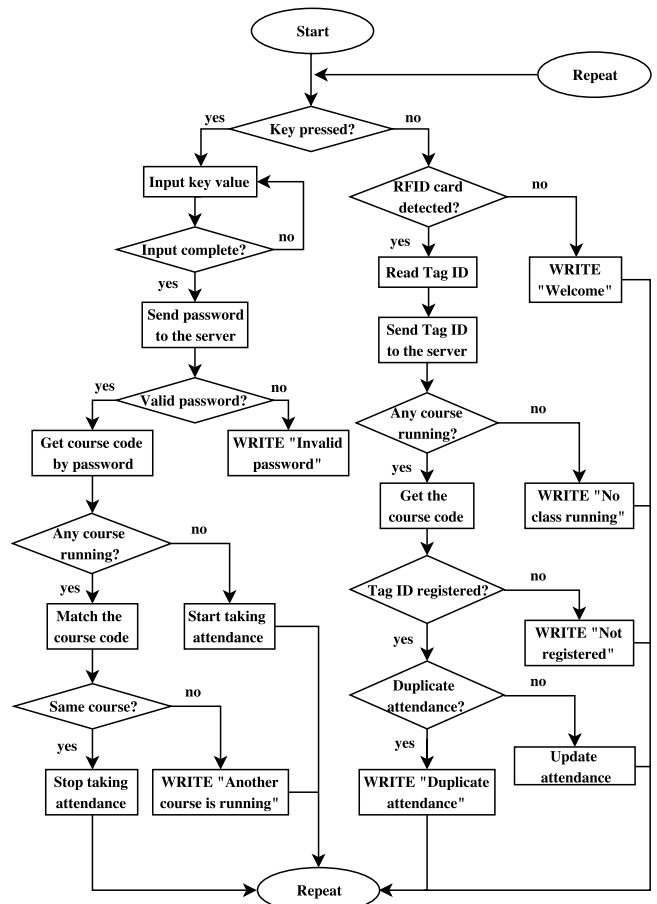 Start
Repeat
yes
Key pressed?
no
Input key value
RFID card
detected?
no
Input complete?
no
yes
Read Tag ID
WRITE
"Welcome"
yes
Send password
to the server
Send Tag ID
to the server
yes
Valid password?
no
Any course
running?
no
Get course code
by password
WRITE "Invalid
password"
yes
Get the
course code
WRITE "No
class running"
Any course
running?
no
yes
Tag ID registered?
no
Match the
course code
Start taking
attendance
WRITE "Not
registered"
yes
Same course?
no
Duplicate
attendance?
no
yes
yes
Update
attendance
Stop taking
attendance
WRITE "Another
course is running"
WRITE "Duplicate
attendance"
Repeat